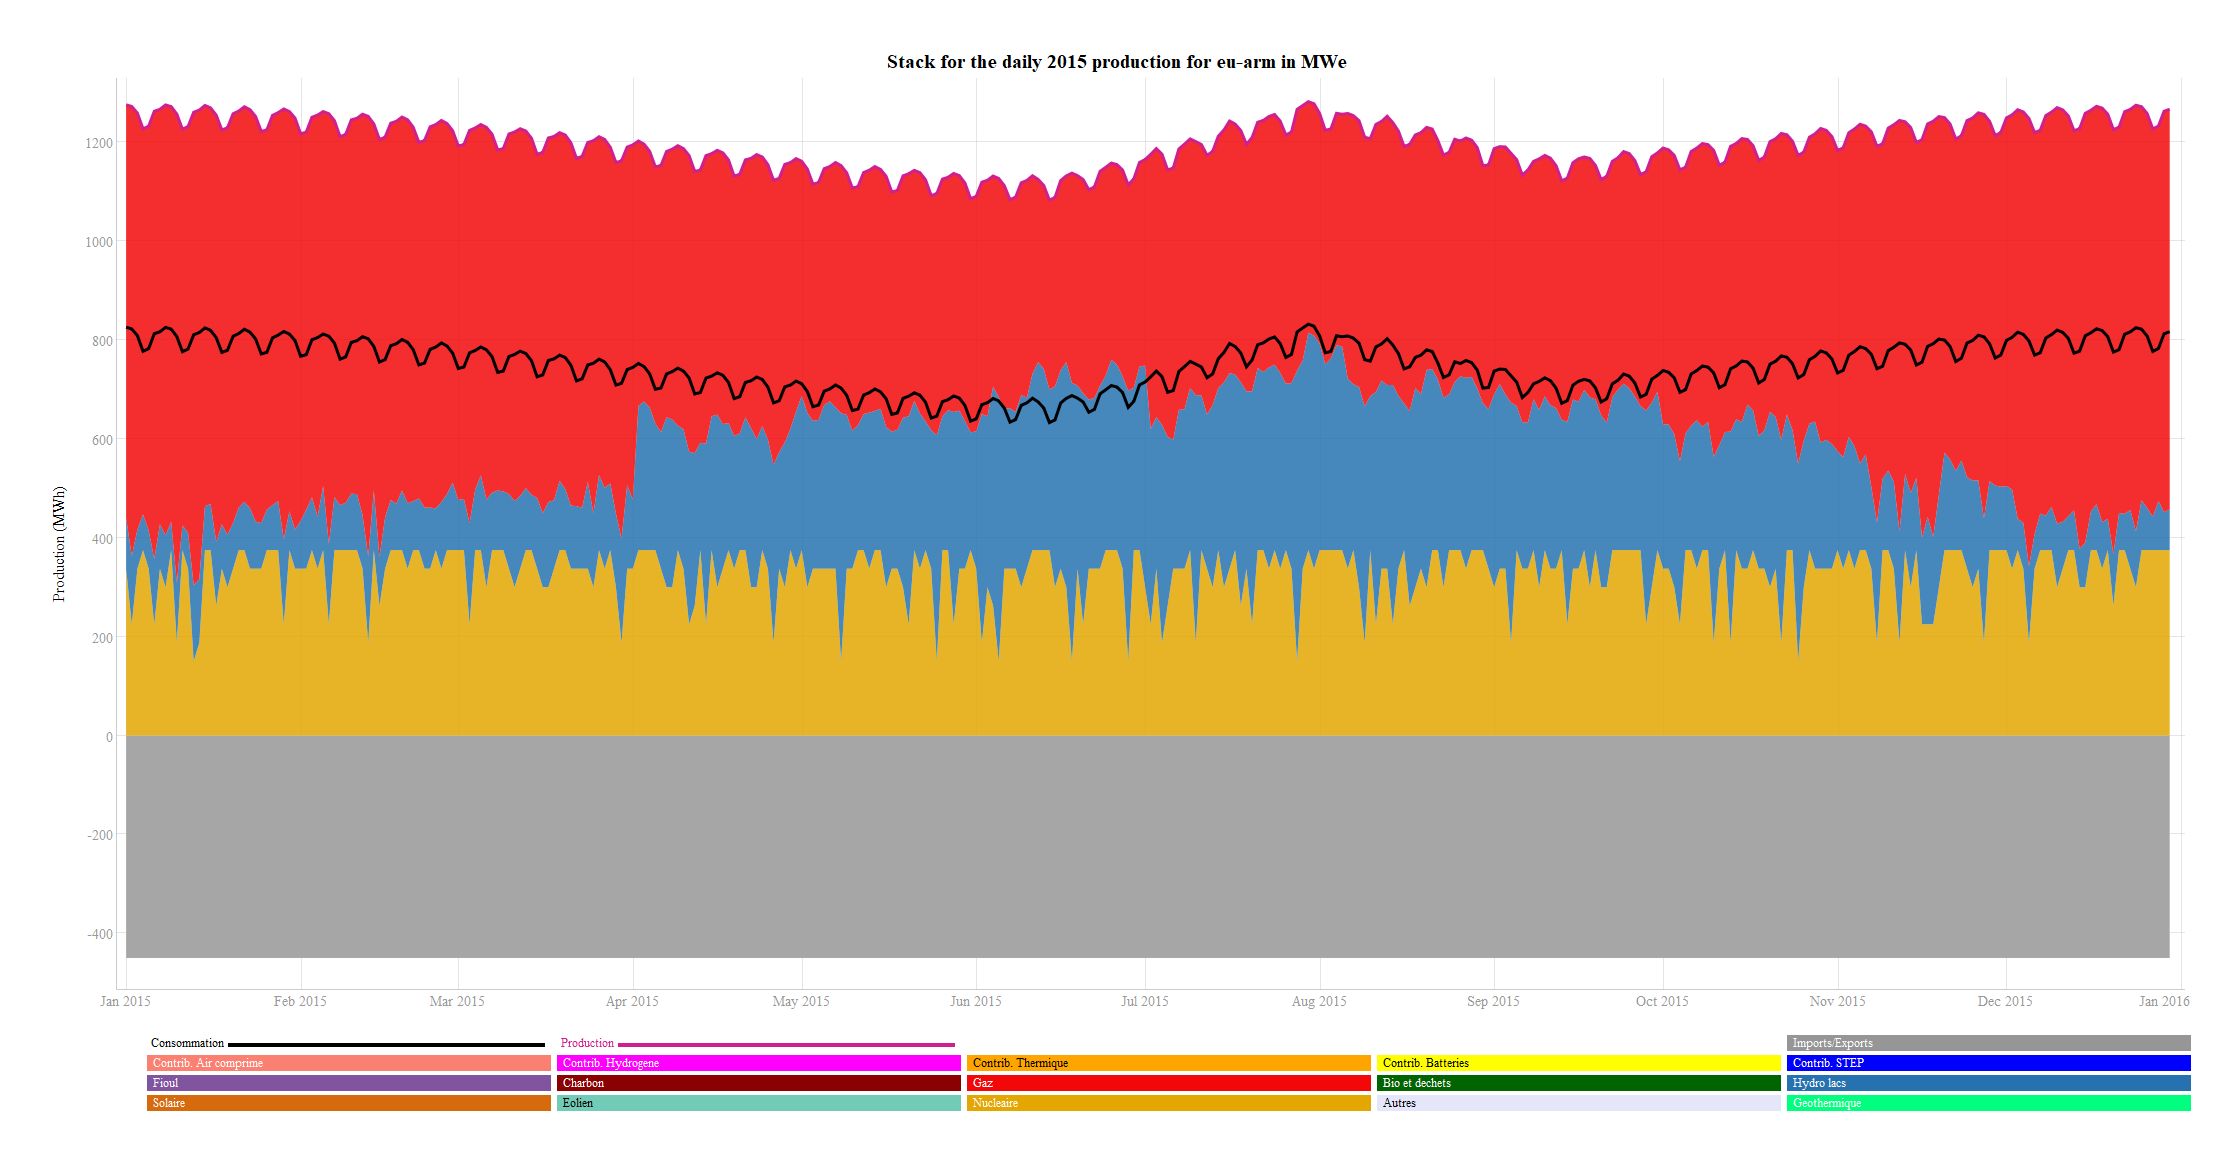 Stack for the daily 2015 production for eu-arm in MWe
Production (MWh)
1200
1000
800
600
400
200
0
-200
-400
Jan 2015 Feb 2015 Mar 2015 Apr 2015 May 2015 Jun 2015 Jul 2015 Aug 2015 Sep 2015 Oct 2015 Nov 2015 Dec 2015 Jan 2016
Consommation Production Imports/Exports
Contrib. Air comprime Contrib. Hydrogene Contrib. Thermique Contrib. Batteries Contrib. STEP
Fioul Charbon Gaz Bio et dechets Hydro lacs
Solaire Eolien Nucleaire Autres Geothermique